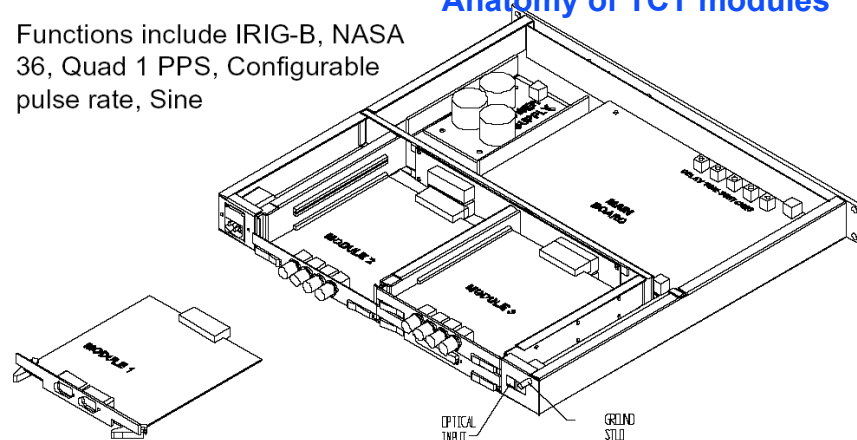 Anatomy of TCT modules
Functions include IRIG-B, NASA
36, Quad 1 PPS, Configurable
pulse rate, Sine
SUPPLY
MAIN
BOARD
MODULE 2
MODULE 3
MODULE 1
OPTICAL
INPUT
GROUND
STUD